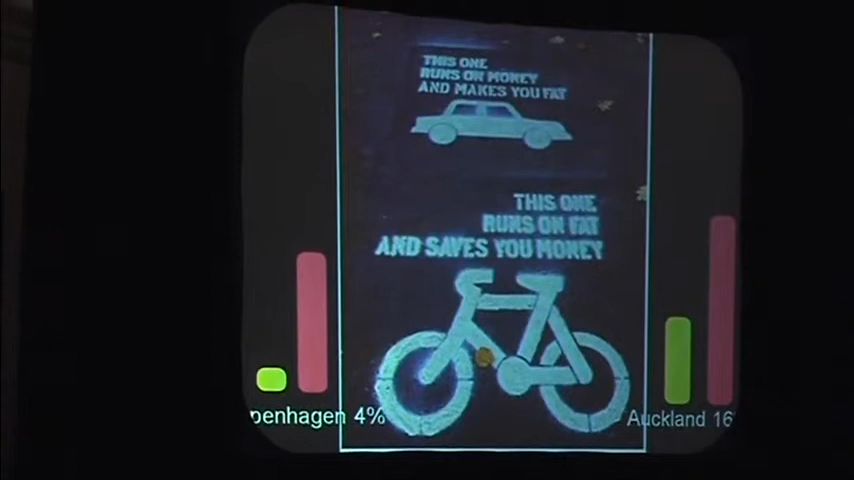 THIS ONE
RUNS ON MONEY
AND MAKES YOU FAT
THIS ONE
RUNS ON FAT
AND SAVES YOU MONEY
penhagen 4%
Auckland 16